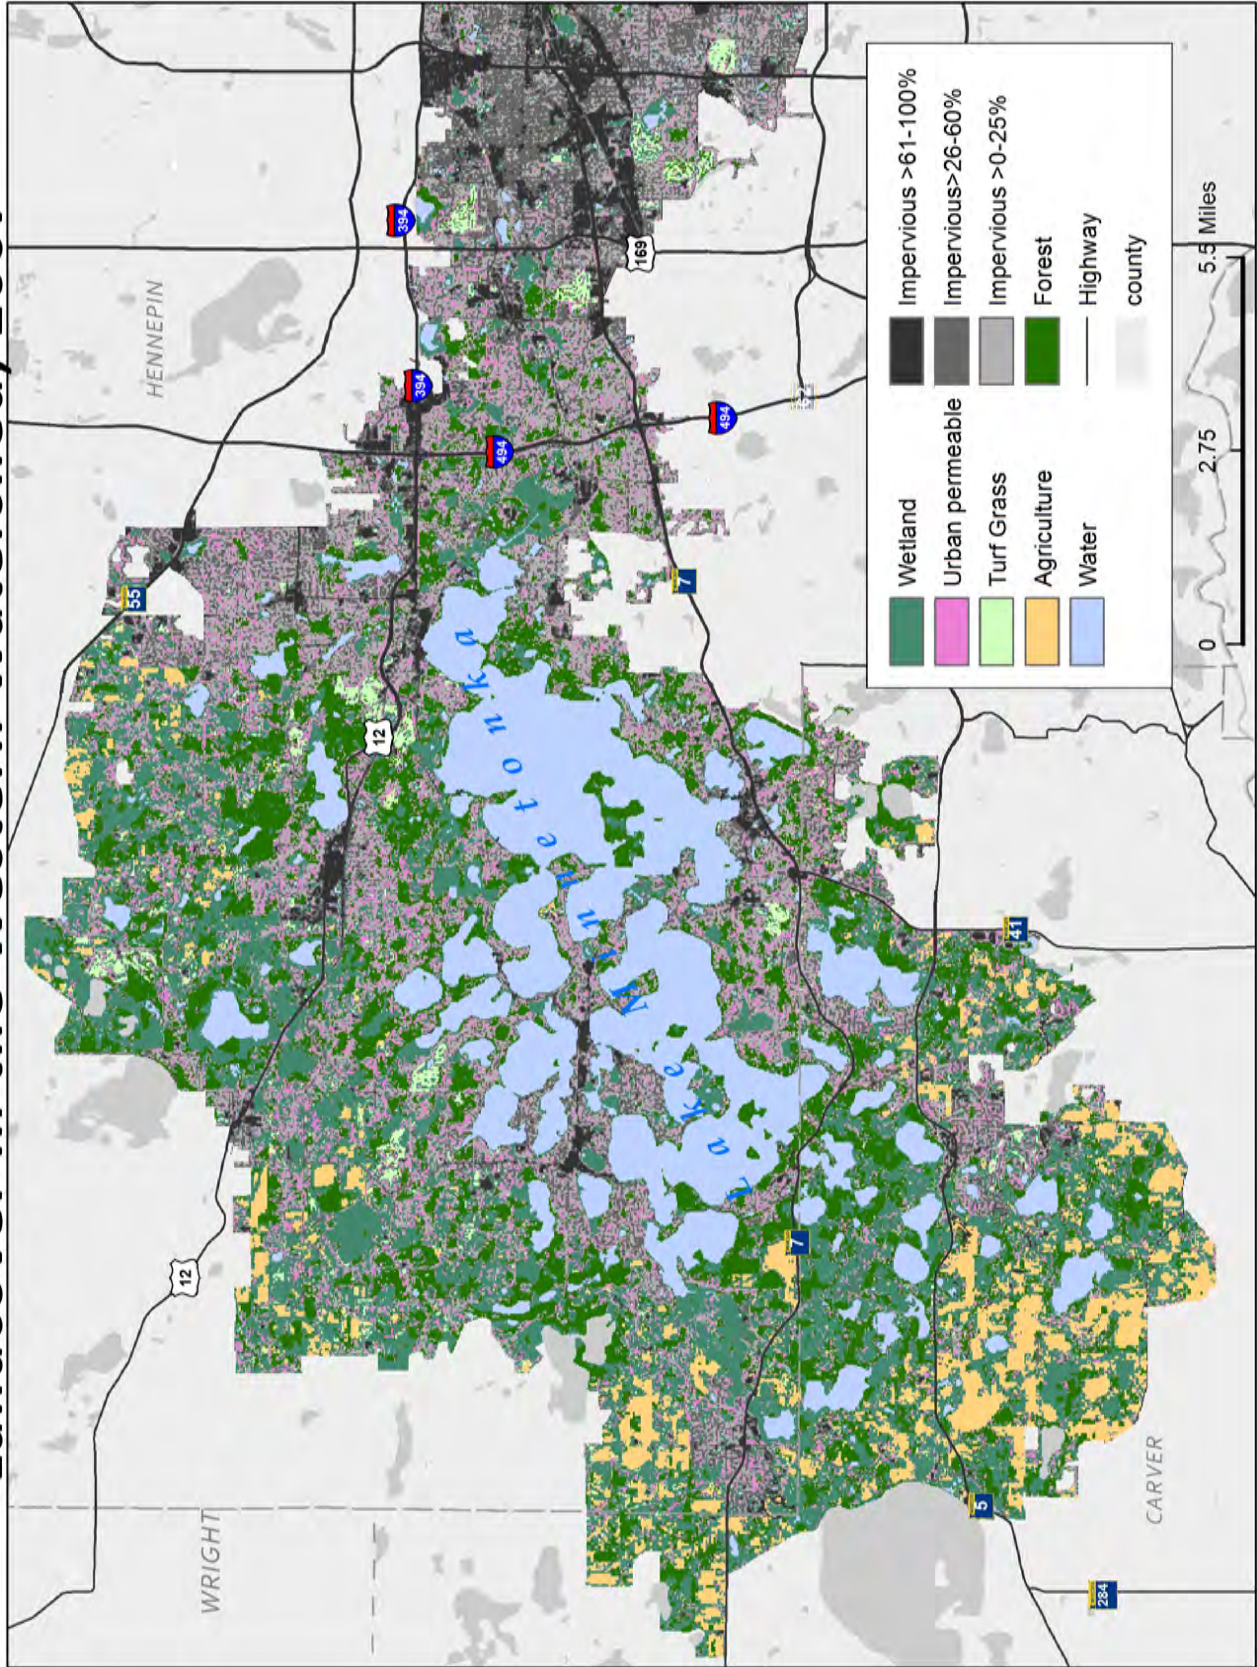 55
HENNEPIN
12
WRIGHT
12
394
394
494
Lake Minnetonka
169
7
494
7
Wetland
Urban permeable
Turf Grass
Agriculture
Water
Impervious >61-100%
Impervious>26-60%
Impervious >0-25%
Forest
Highway
county
5
41
284
CARVER
0 2.75 5.5 Miles